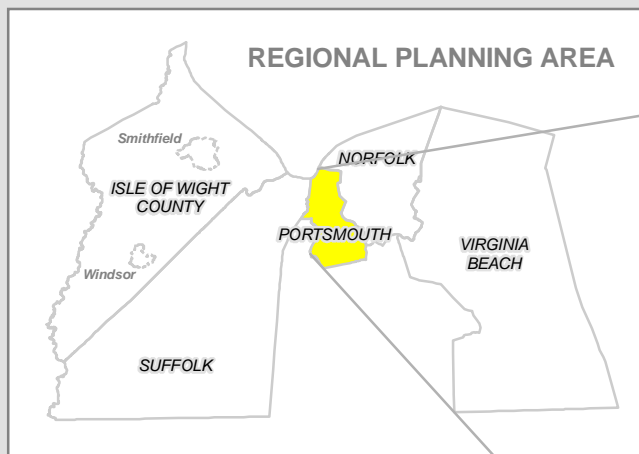 REGIONAL PLANNING AREA
Smithfield
NORFOLK
ISLE OF WIGHT
COUNTY
PORTSMOUTH
VIRGINIA
BEACH
Windsor
SUFFOLK